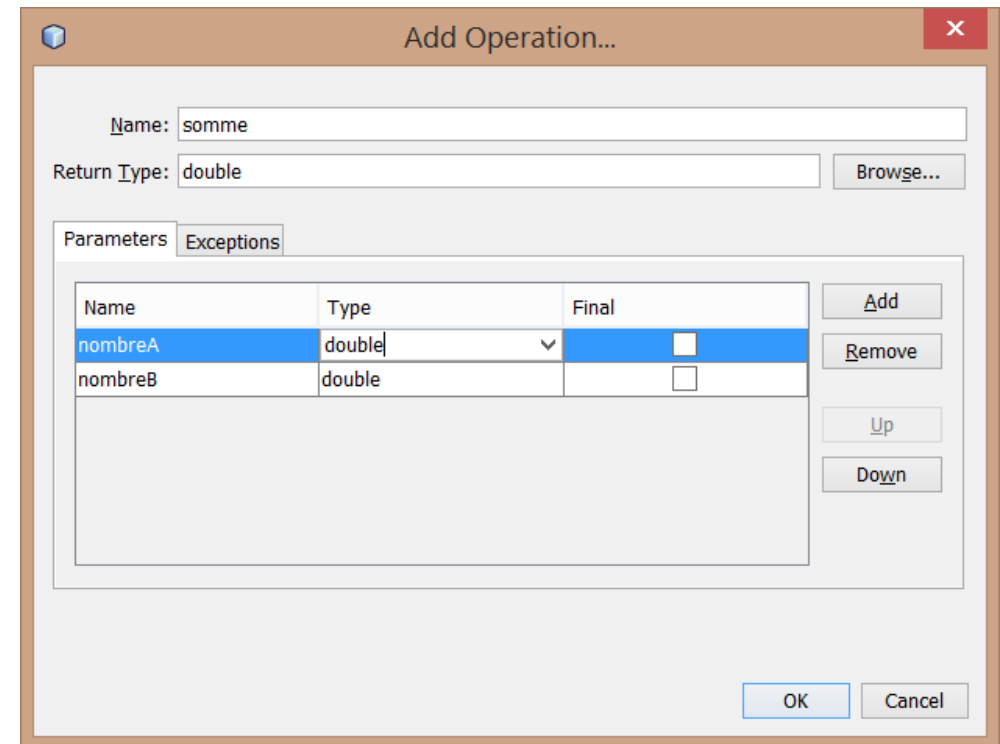 Add Operation...
Name: somme
Return Type: double Browse...
Parameters Exceptions
Name Type Final Add
nombreA double Remove
nombreB double
Up
Down
OK Cancel